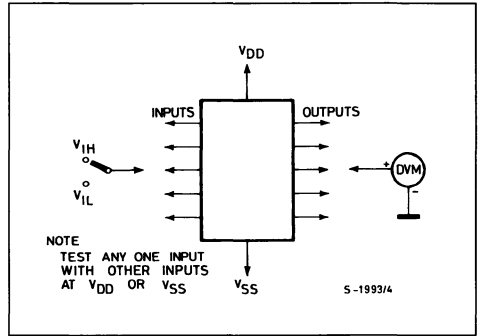 VDD
INPUTS OUTPUTS
VIH
VIL
+ DVM -
NOTE
TEST ANY ONE INPUT
WITH OTHER INPUTS
AT VDD OR VSS
VSS
S-1993/4